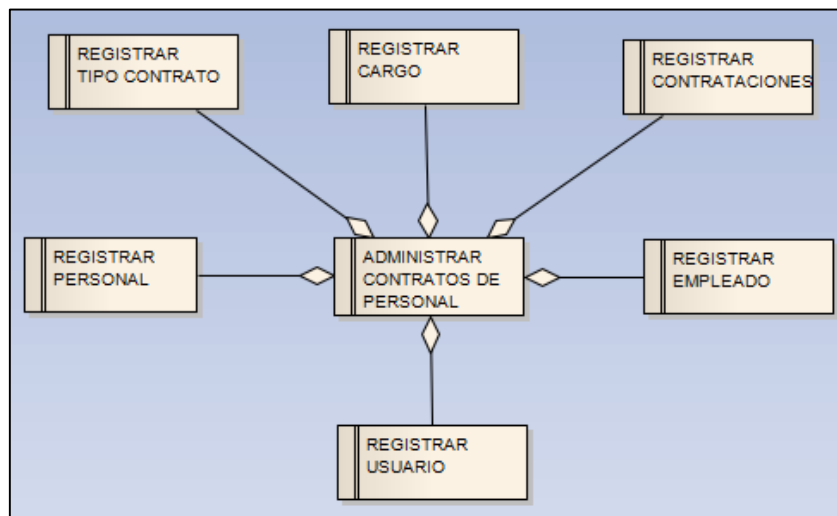 REGISTRAR
TIPO CONTRATO
REGISTRAR
CARGO
REGISTRAR
CONTRATACIONES
REGISTRAR
PERSONAL
ADMINISTRAR
CONTRATOS DE
PERSONAL
REGISTRAR
EMPLEADO
REGISTRAR
USUARIO